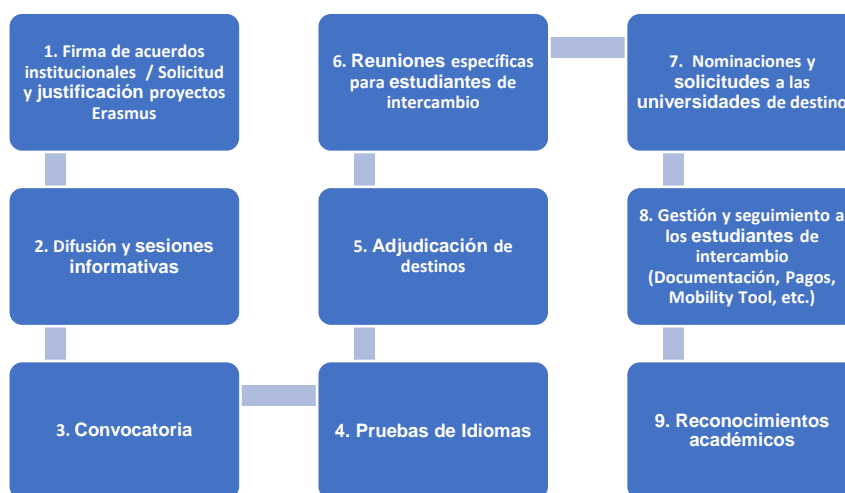 1. Firma de acuerdos
institucionales / Solicitud
y justificación proyectos
Erasmus
2. Difusión y sesiones
informativas
3. Convocatoria
4. Pruebas de Idiomas
5. Adjudicación de
destinos
6. Reuniones específicas
para estudiantes de
intercambio
7. Nominaciones y
solicitudes a las
universidades de destino
8. Gestión y seguimiento a
los estudiantes de
intercambio
(Documentación, Pagos,
Mobility Tool, etc.)
9. Reconocimientos
académicos